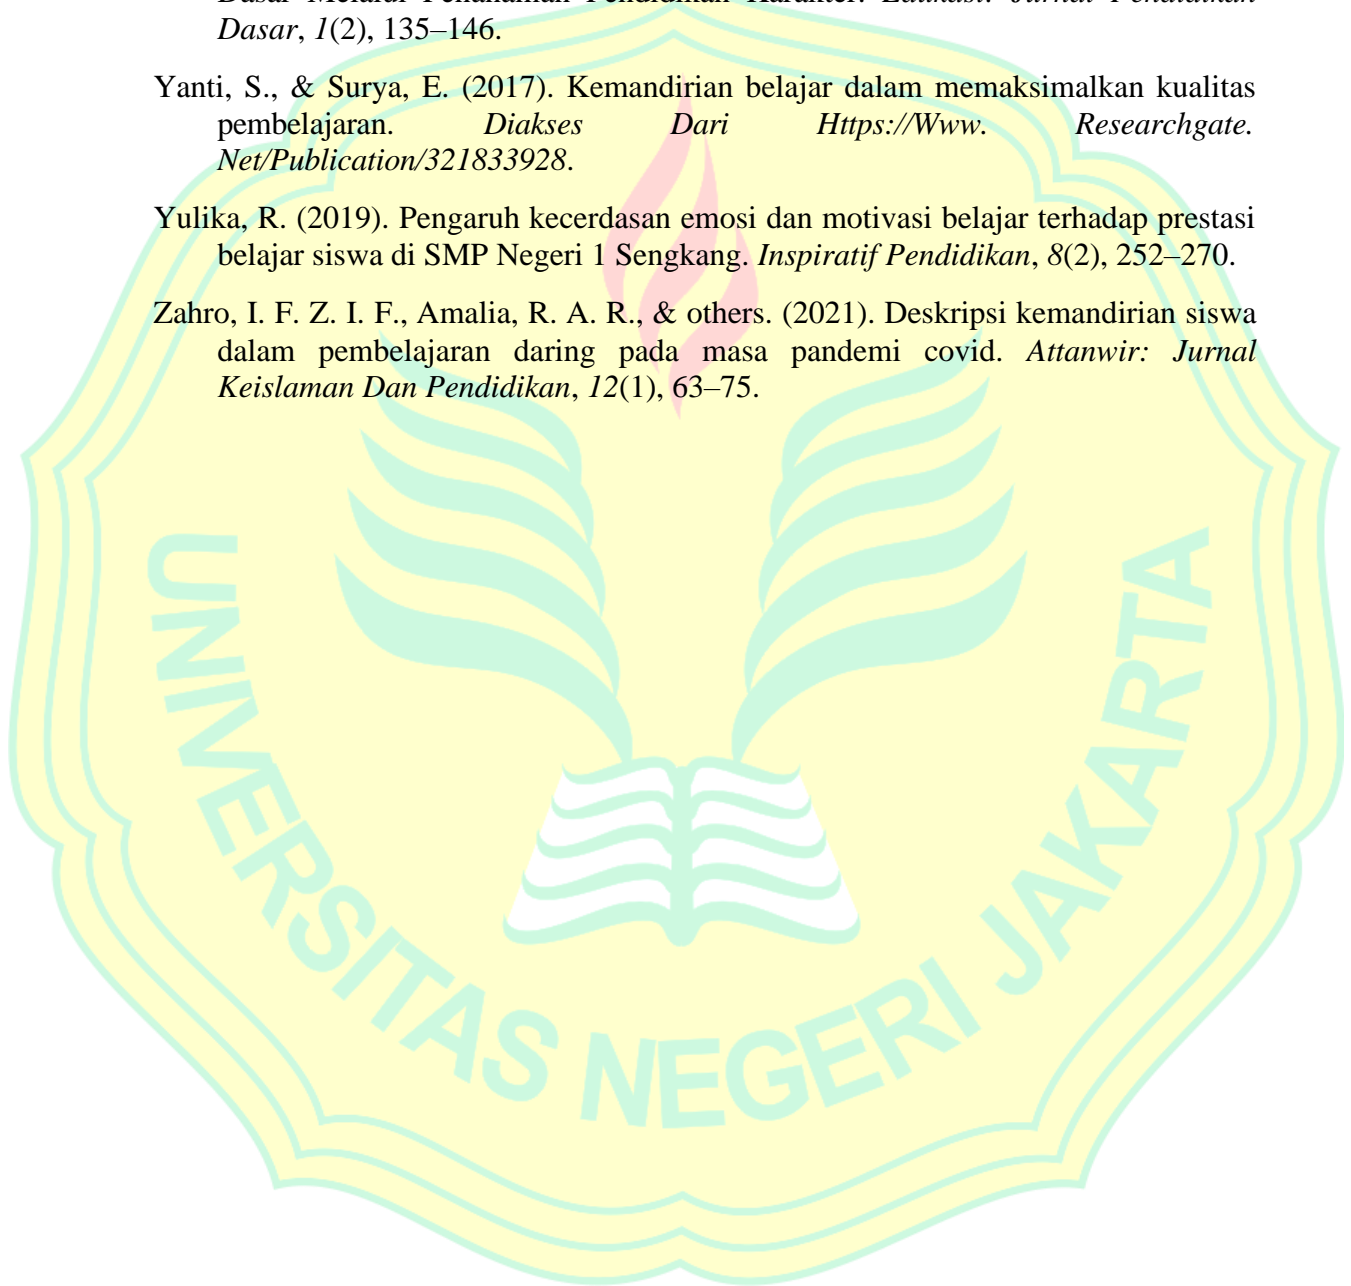 Dasar Melalui Penanaman Pendidikan Karakter. Edukasi: Jurnal Pendidikan
Dasar, 1(2), 135–146.
Yanti, S., & Surya, E. (2017). Kemandirian belajar dalam memaksimalkan kualitas
pembelajaran. Diakses Dari Https://Www. Researchgate.
Net/Publication/321833928.
Yulika, R. (2019). Pengaruh kecerdasan emosi dan motivasi belajar terhadap prestasi
belajar siswa di SMP Negeri 1 Sengkang. Inspiratif Pendidikan, 8(2), 252–270.
Zahro, I. F. Z. I. F., Amalia, R. A. R., & others. (2021). Deskripsi kemandirian siswa
dalam pembelajaran daring pada masa pandemi covid. Attanwir: Jurnal
Keislaman Dan Pendidikan, 12(1), 63–75.
UNIVERSITAS NEGERI JAKARTA